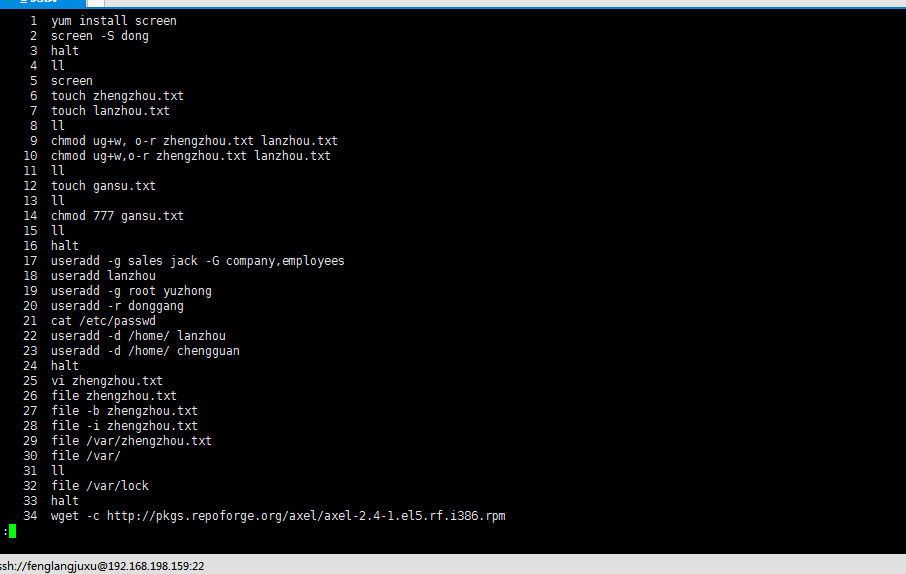 1 yum install screen
2 screen -S dong
3 halt
4 ll
5 screen
6 touch zhengzhou.txt
7 touch lanzhou.txt
8 ll
9 chmod ug+w, o-r zhengzhou.txt lanzhou.txt
10 chmod ug+w,o-r zhengzhou.txt lanzhou.txt
11 ll
12 touch gansu.txt
13 ll
14 chmod 777 gansu.txt
15 ll
16 halt
17 useradd -g sales jack -G company,employees
18 useradd lanzhou
19 useradd -g root yuzhong
20 useradd -r donggang
21 cat /etc/passwd
22 useradd -d /home/ lanzhou
23 useradd -d /home/ chengguan
24 halt
25 vi zhengzhou.txt
26 file zhengzhou.txt
27 file -b zhengzhou.txt
28 file -i zhengzhou.txt
29 file /var/zhengzhou.txt
30 file /var/
31 ll
32 file /var/lock
33 halt
34 wget -c http://pkgs.repoforge.org/axel/axel-2.4-1.el5.rf.i386.rpm
:
ssh://fenglangjuxu@192.168.198.159:22